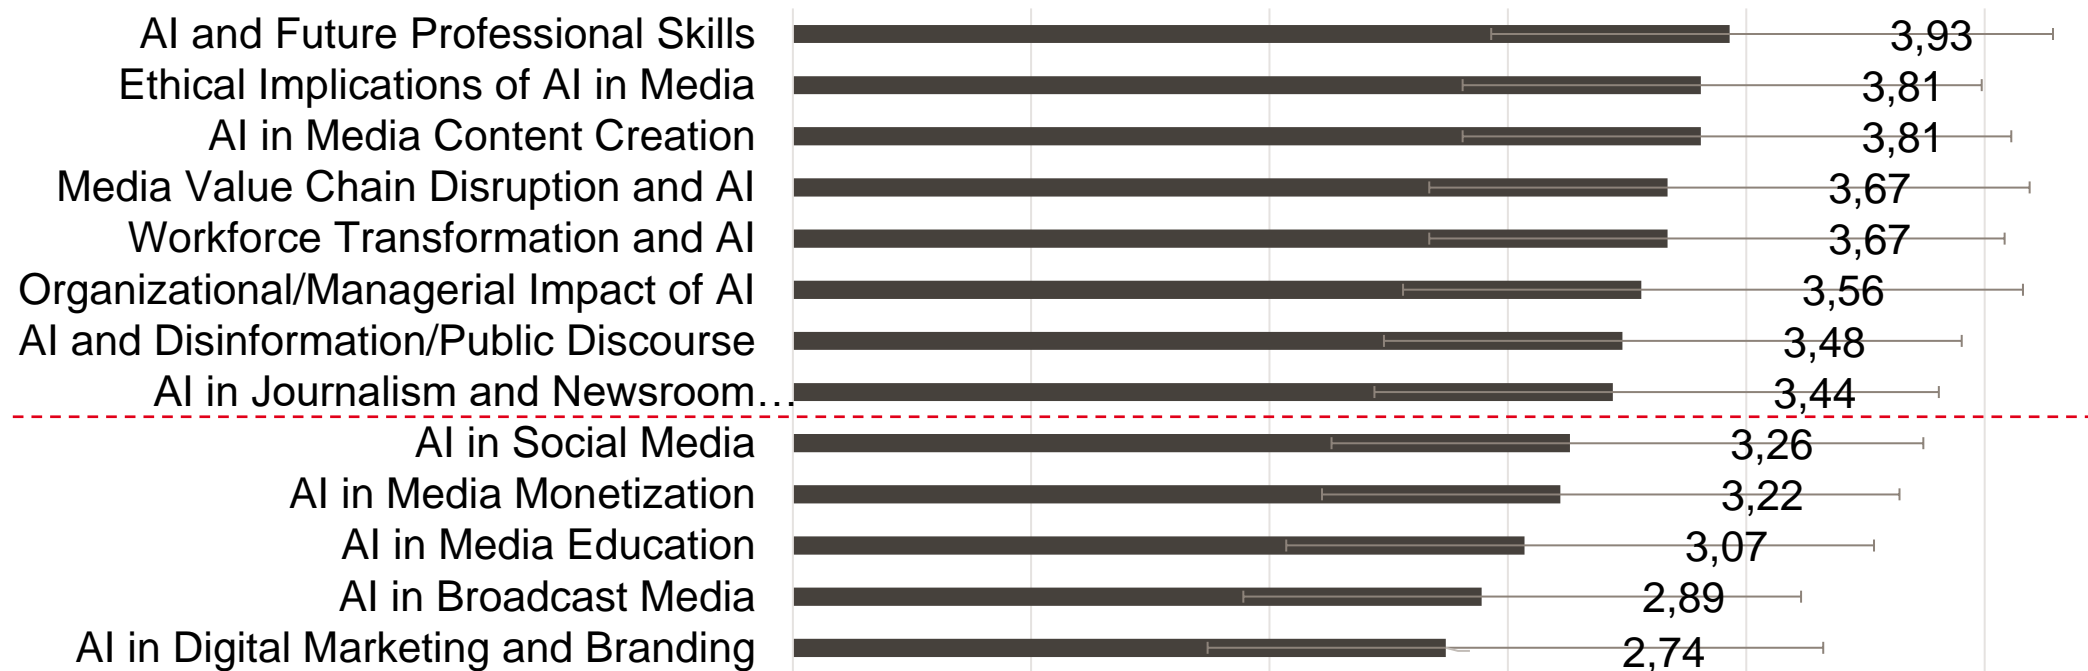 AI and Future Professional Skills 3,93
Ethical Implications of AI in Media 3,81
AI in Media Content Creation 3,81
Media Value Chain Disruption and AI 3,67
Workforce Transformation and AI 3,67
Organizational/Managerial Impact of AI 3,56
AI and Disinformation/Public Discourse 3,48
AI in Journalism and Newsroom… 3,44
AI in Social Media 3,26
AI in Media Monetization 3,22
AI in Media Education 3,07
AI in Broadcast Media 2,89
AI in Digital Marketing and Branding 2,74